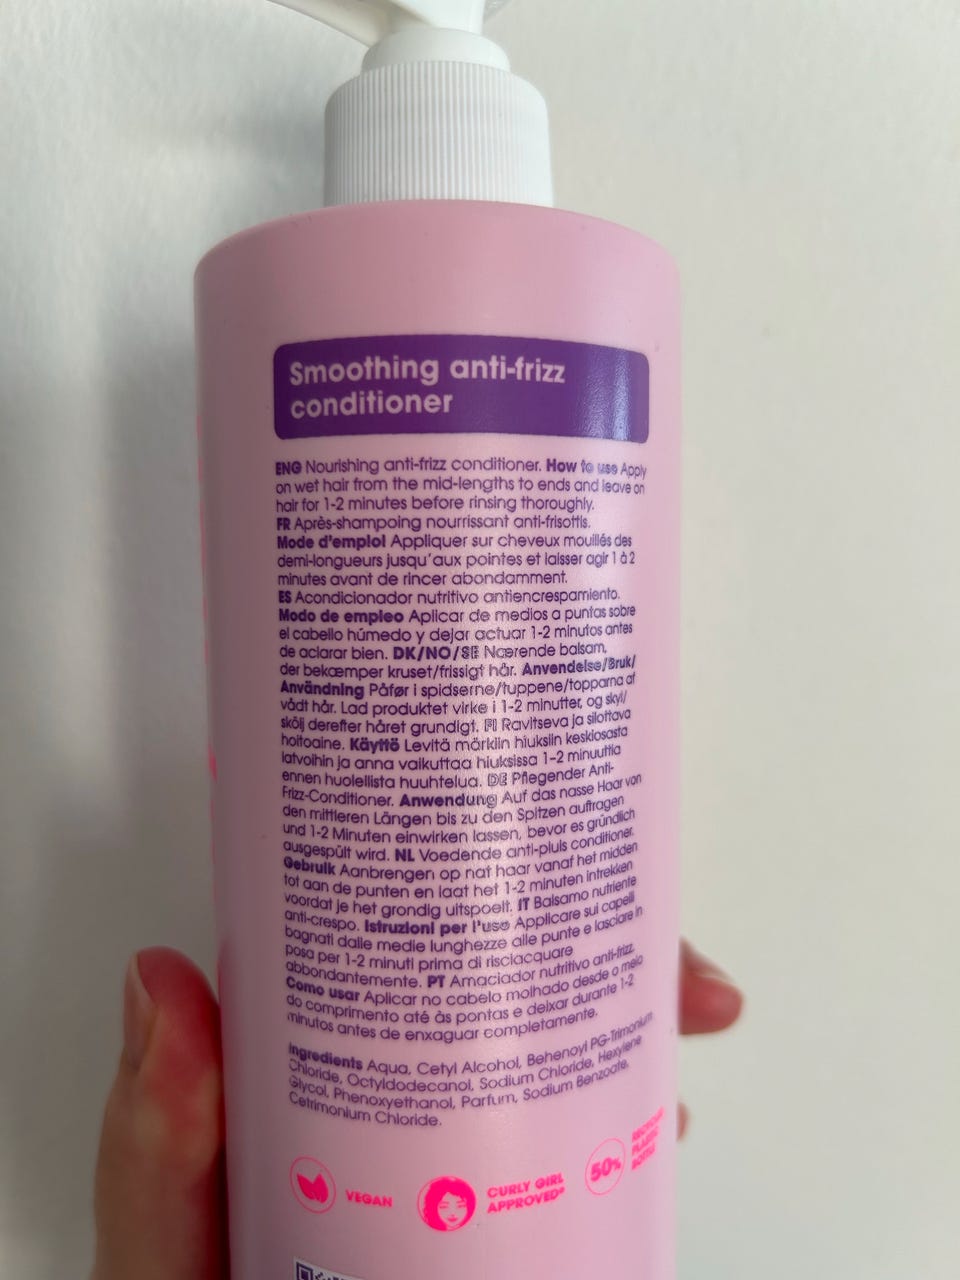 Smoothing anti-frizz
conditioner
ENG Nourishing anti-frizz conditioner. How to use Apply
on wet hair from the mid-lengths to ends and leave on
hair for 1-2 minutes before rinsing thoroughly.
FR Après-shampoing nourrissant anti-frisottis.
Mode d'emploi Appliquer sur cheveux mouillés des
demi-longueurs jusqu'aux pointes et laisser agir 1 à 2
minutes avant de rincer abondamment.
ES Acondicionador nutritivo antiencrespamiento.
Modo de empleo Aplicar de medios a puntas sobre
el cabello húmedo y dejar actuar 1-2 minutos antes
de aclarar bien. DK/NO/SE Nærende balsam,
der bekæmper kruset/frissigt hår. Anvendelse/Bruk/
Användning Påfør i spidserne/tuppene/topparna af
vådt hår. Lad produktet virke i 1-2 minutter, og skyl/
skölj derefter håret grundigt. FI Ravitseva ja silottava
hoitoaine. Käyttö Levitä märkiin hiuksiin keskiosasta
latvoihin ja anna vaikuttaa hiuksissa 1–2 minuuttia
ennen huolellista huuhtelua. DE Pflegender Anti-
Frizz-Conditioner. Anwendung Auf das nasse Haar von
den mittleren Längen bis zu den Spitzen auftragen
und 1-2 Minuten einwirken lassen, bevor es gründlich
ausgespült wird. NL Voedende anti-pluis conditioner.
Gebruik Aanbrengen op nat haar vanaf het midden
tot aan de punten en laat het 1-2 minuten intrekken
voordat je het grondig uitspoelt. IT Balsamo nutriente
anti-crespo. Istruzioni per l'uso Applicare sui capelli
bagnati dalle medie lunghezze alle punte e lasciare in
posa per 1-2 minuti prima di risciacquare
abbondantemente. PT Amaciador nutritivo anti-frizz.
Como usar Aplicar no cabelo molhado desde o meio
do comprimento até às pontas e deixar durante 1-2
minutos antes de enxaguar completamente.
Ingredients Aqua, Cetyl Alcohol, Behenoyl PG-Trimonium
Chloride, Octyldodecanol, Sodium Chloride, Hexylene
Glycol, Phenoxyethanol, Parfum, Sodium Benzoate,
Cetrimonium Chloride.
VEGAN
CURLY GIRL
APPROVED®
50%
RECYCLED
PLASTIC
BOTTLE